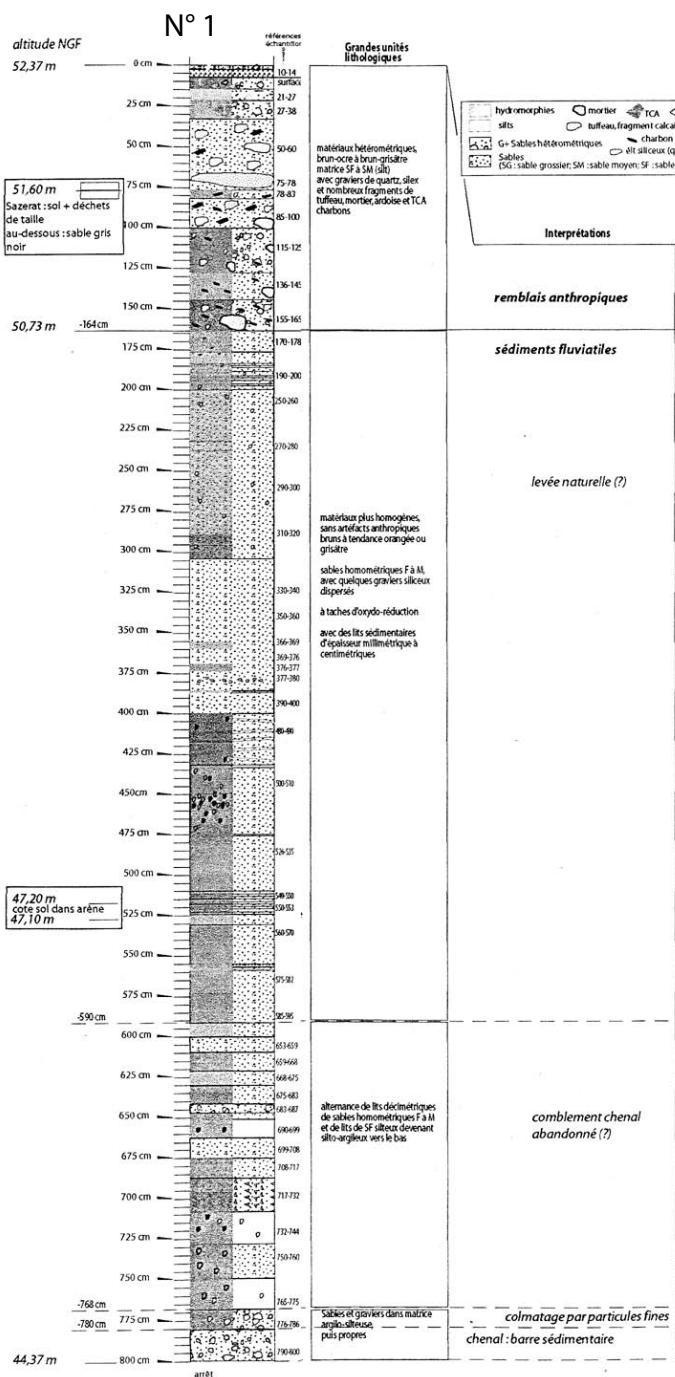 N° 1
altitude NGF
références
échantillon
Grandes unités
lithologiques
52,37 m
0 cm
10-14
surface
21-27
25 cm
27-38
hydromorphies
mortier
TCA
silts
tuffeau, fragment calca
charbon
G+ Sables hétérométriques
élt siliceux (q
Sables
(SG : sable grossier; SM : sable moyen; SF : sable
50 cm
50-60
matériaux hétérométriques,
brun-ocre à brun-grisâtre
matrice SF à SM (silt)
avec graviers de quartz, silex
et nombreux fragments de
tuffeau, mortier, ardoise et TCA
charbons
75 cm
75-78
78-83
51,60 m
Sazerat : sol + déchets
de taille
au-dessous : sable gris
noir
85-100
100 cm
Interprétations
115-125
125 cm
136-145
remblais anthropiques
150 cm
155-165
50,73 m
-164 cm
170-178
175 cm
sédiments fluviatiles
190-200
200 cm
250-260
225 cm
270-280
250 cm
levée naturelle (?)
290-300
275 cm
310-320
matériaux plus homogènes,
sans artéfacts anthropiques
bruns à tendance orangée ou
grisâtre
300 cm
sables homométriques F à M,
avec quelques graviers siliceux
dispersés
325 cm
330-340
à taches d'oxydo-réduction
350-360
350 cm
366-369
avec des lits sédimentaires
d'épaisseur millimétrique à
centimétriques
369-376
376-377
375 cm
377-380
390-400
400 cm
480-490
425 cm
450cm
500-510
475 cm
526-535
500 cm
47,20 m
cote sol dans arène
47,10 m
549-550
550-553
525 cm
560-570
550 cm
575-582
575 cm
585-595
-590 cm
600 cm
653-659
659-668
625 cm
668-675
675-683
683-687
650 cm
690-699
alternance de lits décimétriques
de sables homométriques F à M
et de lits de SF silteux devenant
silto-argileux vers le bas
comblement chenal
abandonné (?)
699-708
675 cm
708-717
700 cm
717-732
732-744
725 cm
750-760
750 cm
765-775
-768 cm
775 cm
776-786
Sables et graviers dans matrice
argilo-silteuse,
puis propres
colmatage par particules fines
-780 cm
chenal : barre sédimentaire
790-800
44,37 m
800 cm
arrêt